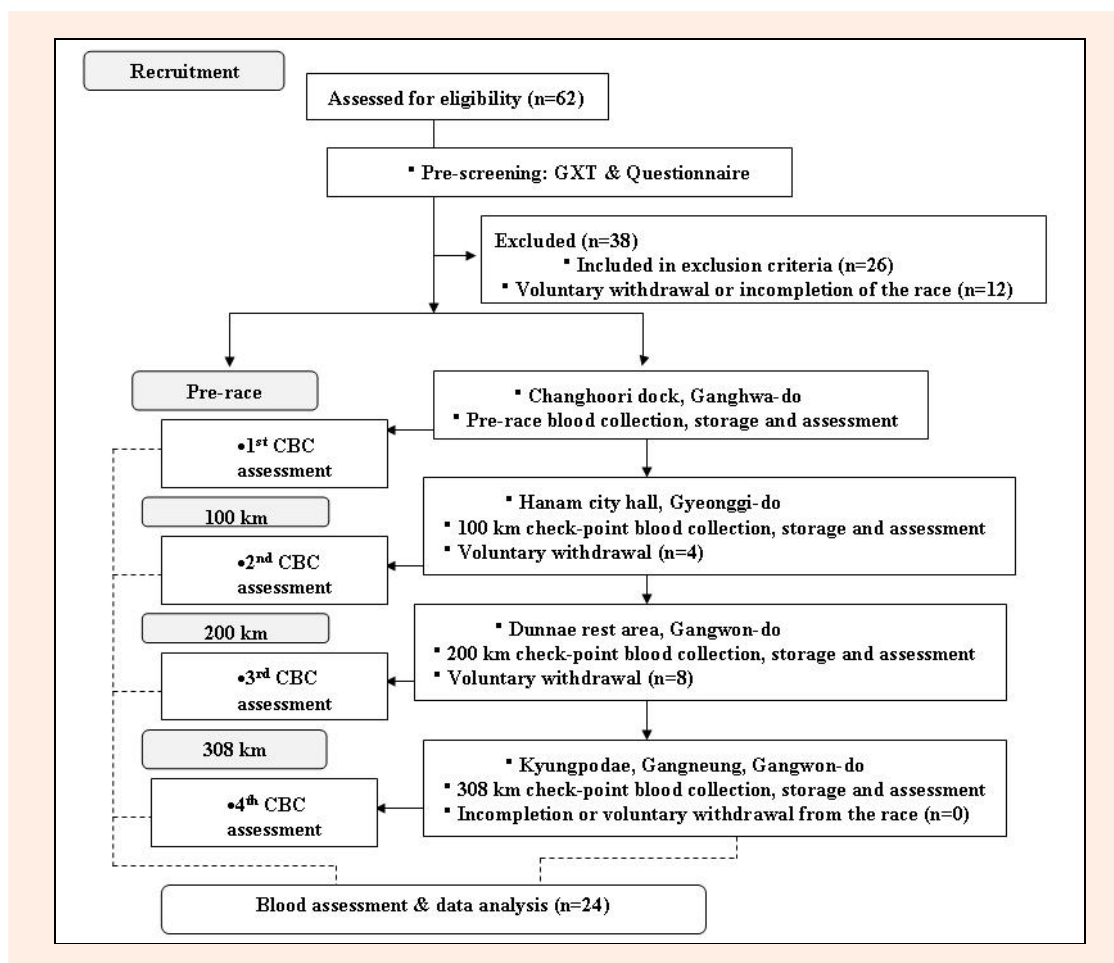 Recruitment
Assessed for eligibility (n=62)
▪ Pre-screening: GXT & Questionnaire
Excluded (n=38)
▪ Included in exclusion criteria (n=26)
▪ Voluntary withdrawal or incompletion of the race (n=12)
Pre-race
▪ Changhoori dock, Ganghwa-do
▪ Pre-race blood collection, storage and assessment
•1st CBC
assessment
▪ Hanam city hall, Gyeonggi-do
▪ 100 km check-point blood collection, storage and assessment
▪ Voluntary withdrawal (n=4)
100 km
•2nd CBC
assessment
▪ Dunnae rest area, Gangwon-do
▪ 200 km check-point blood collection, storage and assessment
▪ Voluntary withdrawal (n=8)
200 km
•3rd CBC
assessment
▪ Kyungpodae, Gangneung, Gangwon-do
▪ 308 km check-point blood collection, storage and assessment
▪ Incompletion or voluntary withdrawal from the race (n=0)
308 km
•4th CBC
assessment
Blood assessment & data analysis (n=24)